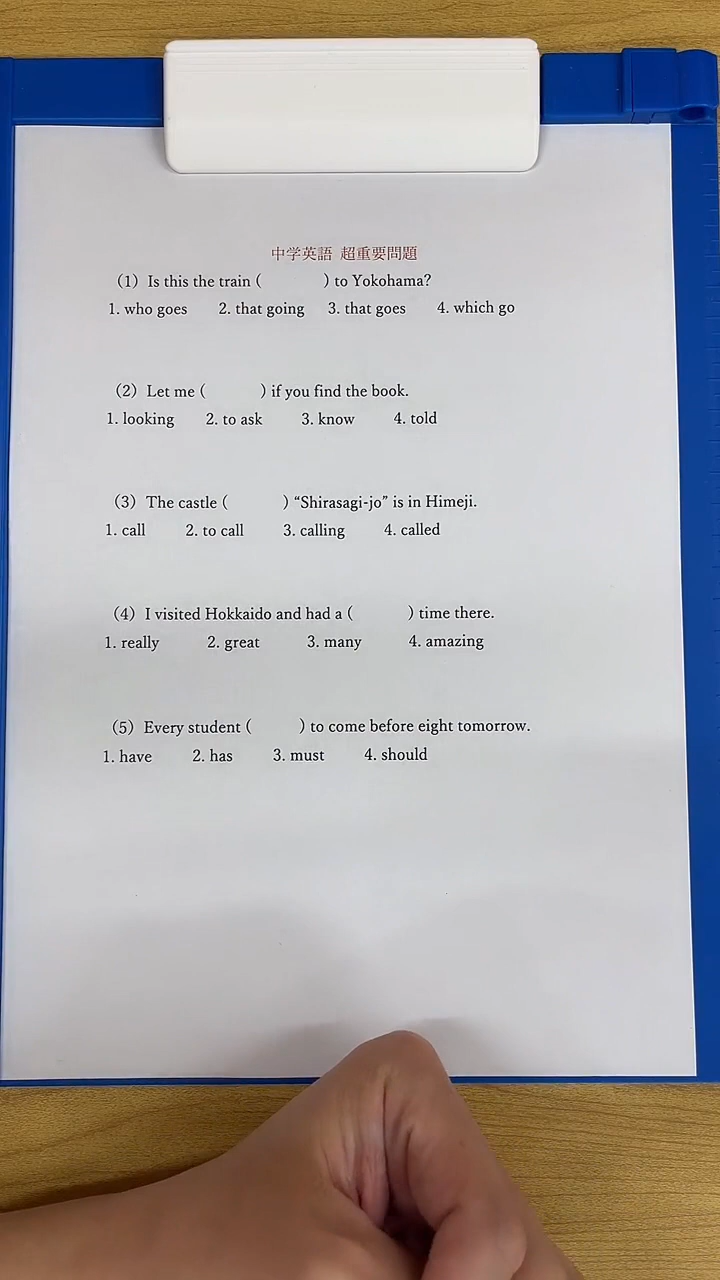 中学英語 超重要問題
(1) Is this the train ( ) to Yokohama?
1. who goes 2. that going 3. that goes 4. which go
(2) Let me ( ) if you find the book.
1. looking 2. to ask 3. know 4. told
(3) The castle ( ) “Shirasagi-jo” is in Himeji.
1. call 2. to call 3. calling 4. called
(4) I visited Hokkaido and had a ( ) time there.
1. really 2. great 3. many 4. amazing
(5) Every student ( ) to come before eight tomorrow.
1. have 2. has 3. must 4. should